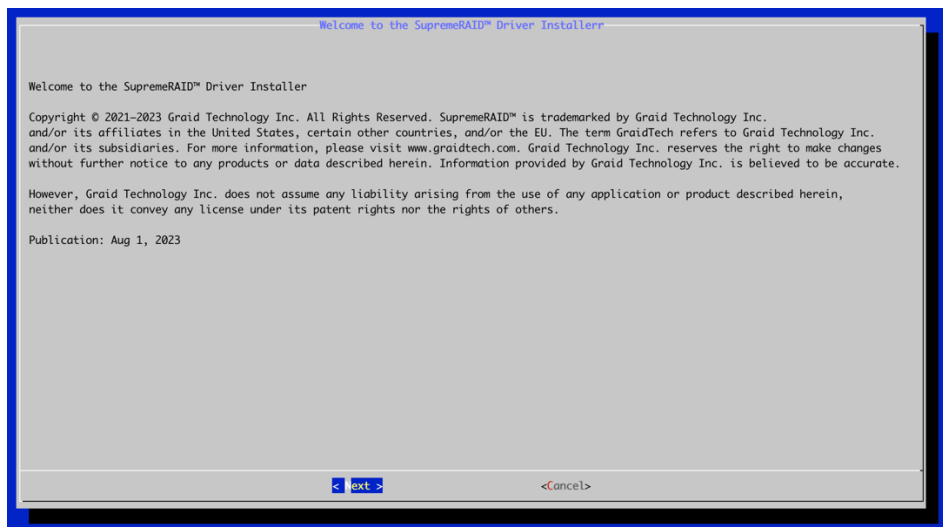 Welcome to the SupremeRAID™ Driver Installerr
Welcome to the SupremeRAID™ Driver Installer
Copyright © 2021–2023 Graid Technology Inc. All Rights Reserved. SupremeRAID™ is trademarked by Graid Technology Inc.
and/or its affiliates in the United States, certain other countries, and/or the EU. The term GraidTech refers to Graid Technology Inc.
and/or its subsidiaries. For more information, please visit www.graidtech.com. Graid Technology Inc. reserves the right to make changes
without further notice to any products or data described herein. Information provided by Graid Technology Inc. is believed to be accurate.
However, Graid Technology Inc. does not assume any liability arising from the use of any application or product described herein,
neither does it convey any license under its patent rights nor the rights of others.
Publication: Aug 1, 2023
< Next > <Cancel>